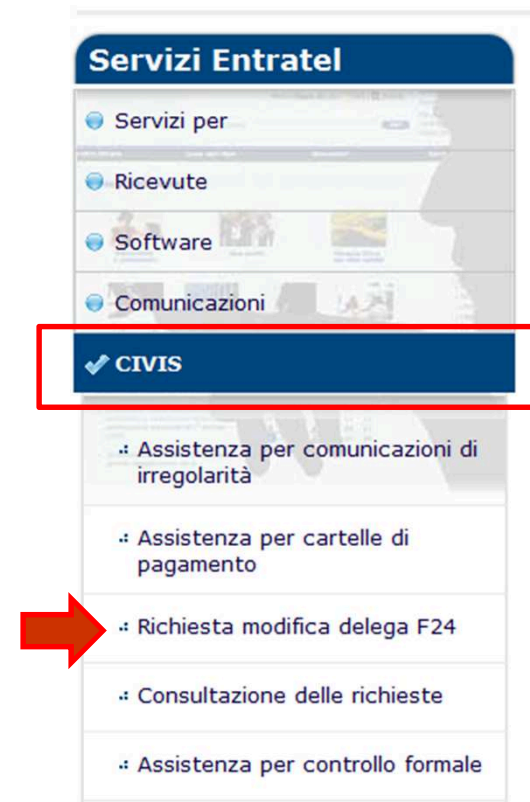 Servizi Entratel
Servizi per
Ricevute
Software
Comunicazioni
CIVIS
Assistenza per comunicazioni di
irregolarità
Assistenza per cartelle di
pagamento
Richiesta modifica delega F24
Consultazione delle richieste
Assistenza per controllo formale